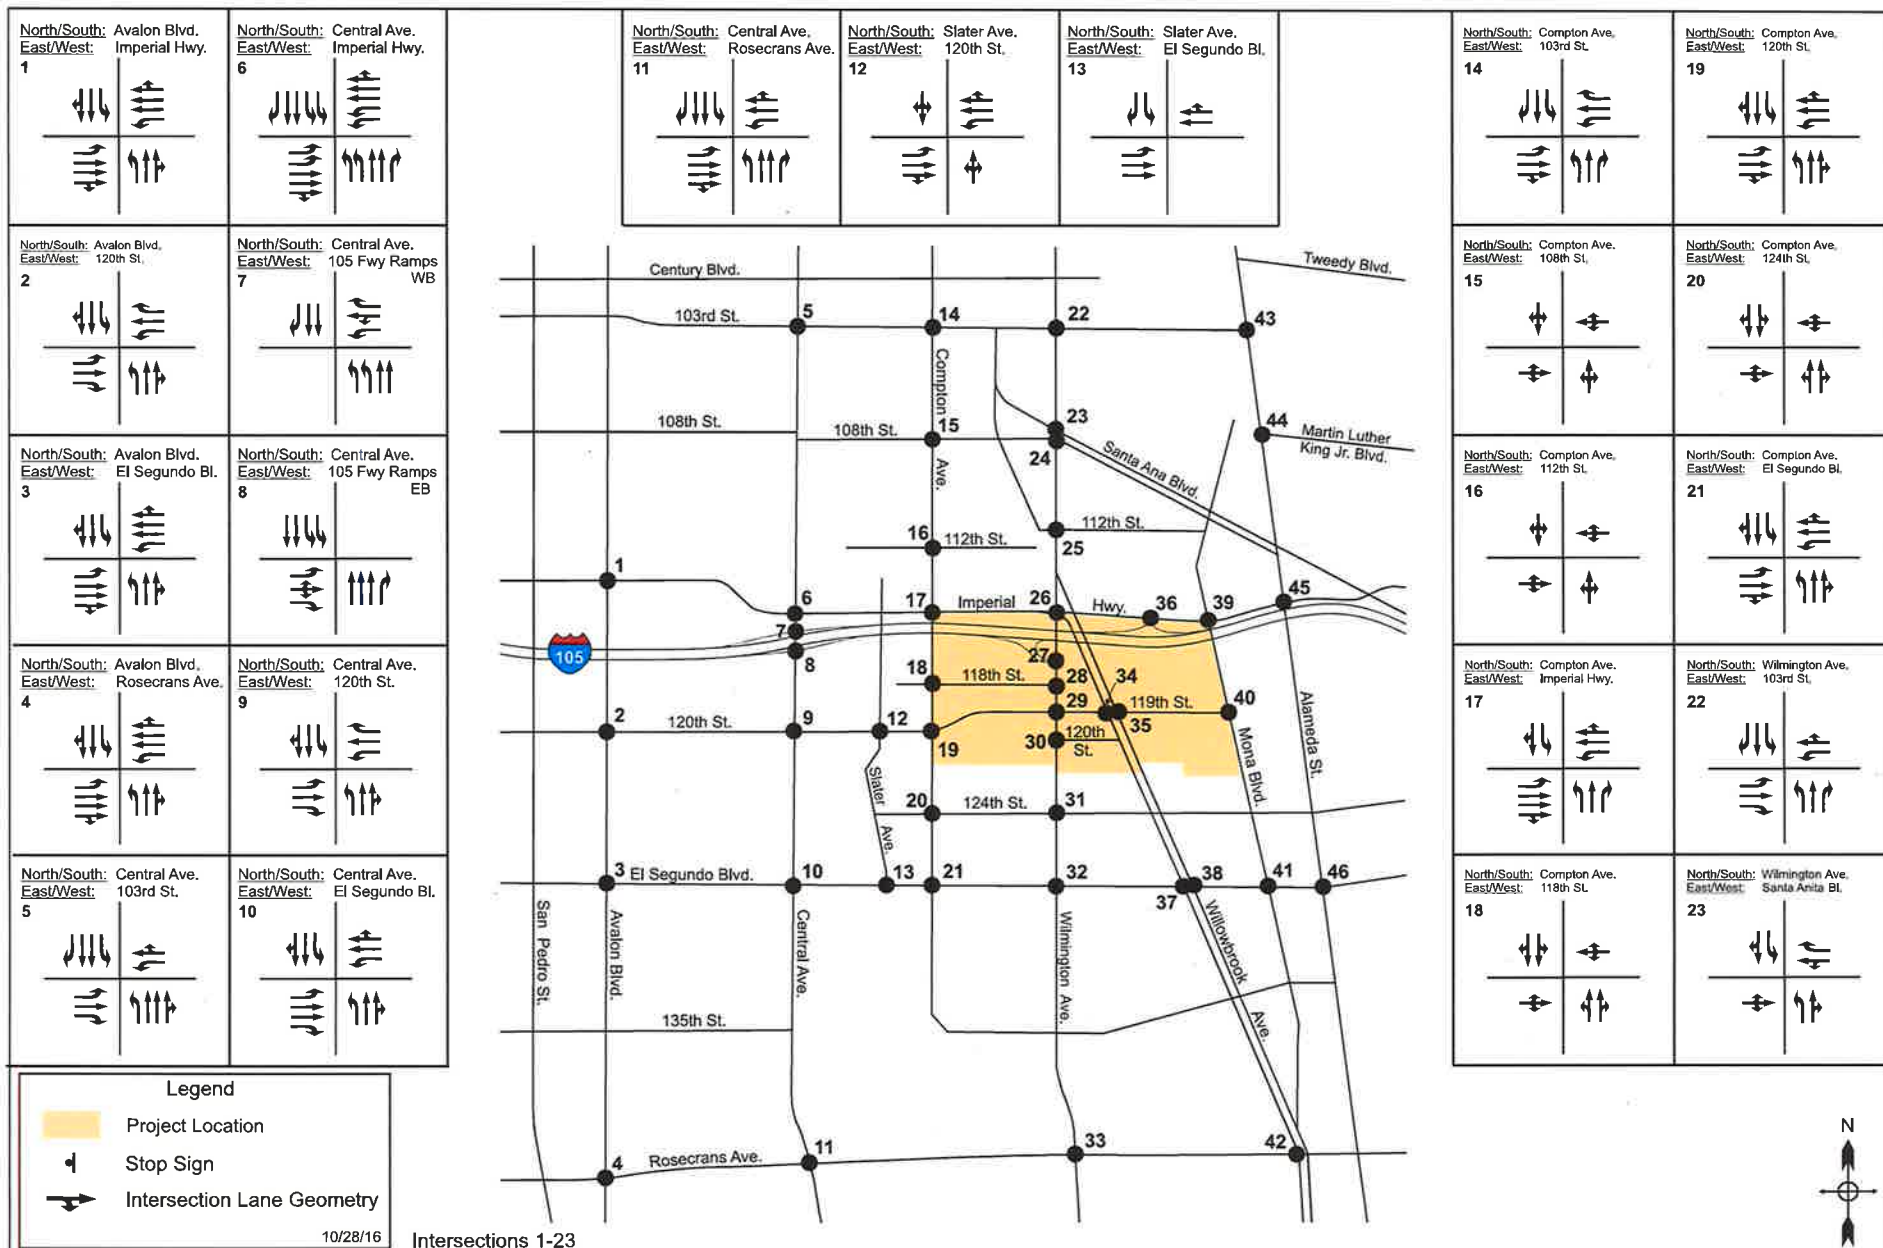 North/South: Avalon Blvd.
East/West: Imperial Hwy.
1
North/South: Central Ave.
East/West: Imperial Hwy.
6
North/South: Avalon Blvd.
East/West: 120th St.
2
North/South: Central Ave.
East/West: 105 Fwy Ramps
WB
7
North/South: Avalon Blvd.
East/West: El Segundo Bl.
3
North/South: Central Ave.
East/West: 105 Fwy Ramps
EB
8
North/South: Avalon Blvd.
East/West: Rosecrans Ave.
4
North/South: Central Ave.
East/West: 120th St.
9
North/South: Central Ave.
East/West: 103rd St.
5
North/South: Central Ave.
East/West: El Segundo Bl.
10
North/South: Central Ave.
East/West: Rosecrans Ave.
11
North/South: Slater Ave.
East/West: 120th St.
12
North/South: Slater Ave.
East/West: El Segundo Bl.
13
North/South: Compton Ave.
East/West: 103rd St.
14
North/South: Compton Ave.
East/West: 120th St.
19
North/South: Compton Ave.
East/West: 108th St.
15
North/South: Compton Ave.
East/West: 124th St.
20
North/South: Compton Ave.
East/West: 112th St.
16
North/South: Compton Ave.
East/West: El Segundo Bl.
21
North/South: Compton Ave.
East/West: Imperial Hwy.
17
North/South: Wilmington Ave.
East/West: 103rd St.
22
North/South: Compton Ave.
East/West: 118th St.
18
North/South: Wilmington Ave.
East/West: Santa Anita Bl.
23
Century Blvd.
Tweedy Blvd.
103rd St.
5
14
22
43
Compton
Ave.
108th St.
108th St.
15
23
24
44
Martin Luther
King Jr. Blvd.
Santa Ana Blvd.
16
112th St.
112th St.
25
1
6
17
Imperial
26
Hwy.
36
39
45
7
8
105
27
18
118th St.
28
34
29
119th St.
35
40
2
120th St.
9
12
19
30
120th
St.
Mona Blvd.
Alameda St.
Slater
Ave.
20
124th St.
31
3
El Segundo Blvd.
10
13
21
32
37
38
41
46
San Pedro St.
Avalon Blvd.
Central Ave.
Wilmington Ave.
Willowbrook
Ave.
135th St.
4
Rosecrans Ave.
11
33
42
N
Legend
Project Location
Stop Sign
Intersection Lane Geometry
10/28/16
Intersections 1-23